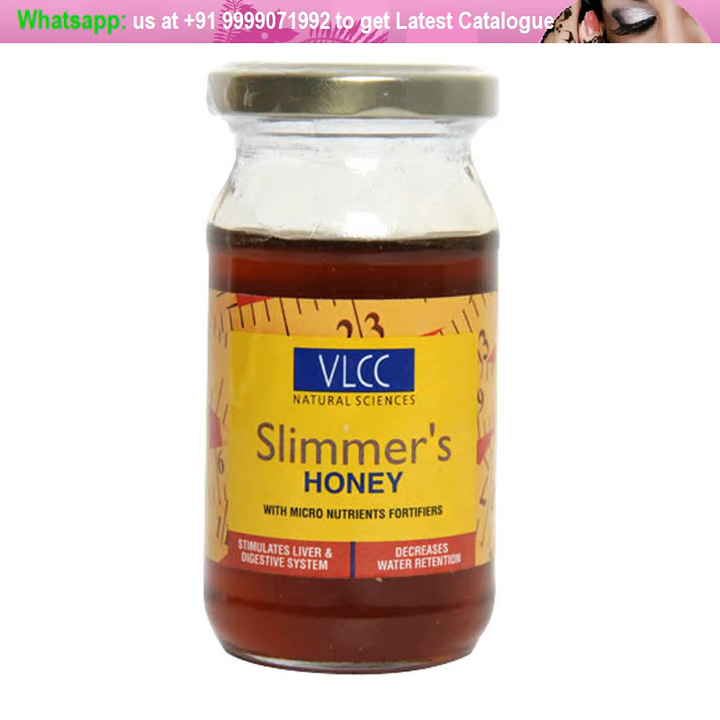 Whatsapp: us at +91 9999071992 to get Latest Catalogue
23
VLCC
NATURAL SCIENCES
Slimmer's
HONEY
WITH MICRO NUTRIENTS FORTIFIERS
STIMULATES LIVER &
DIGESTIVE SYSTEM
DECREASES
WATER RETENTION